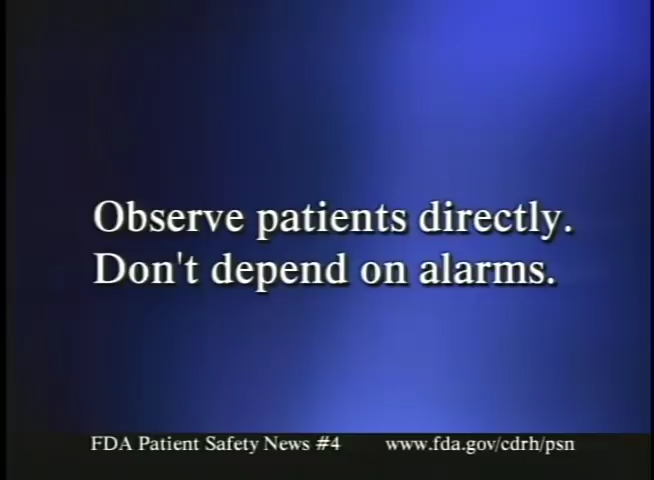 Observe patients directly.
Don't depend on alarms.
FDA Patient Safety News #4 www.fda.gov/cdrh/psn